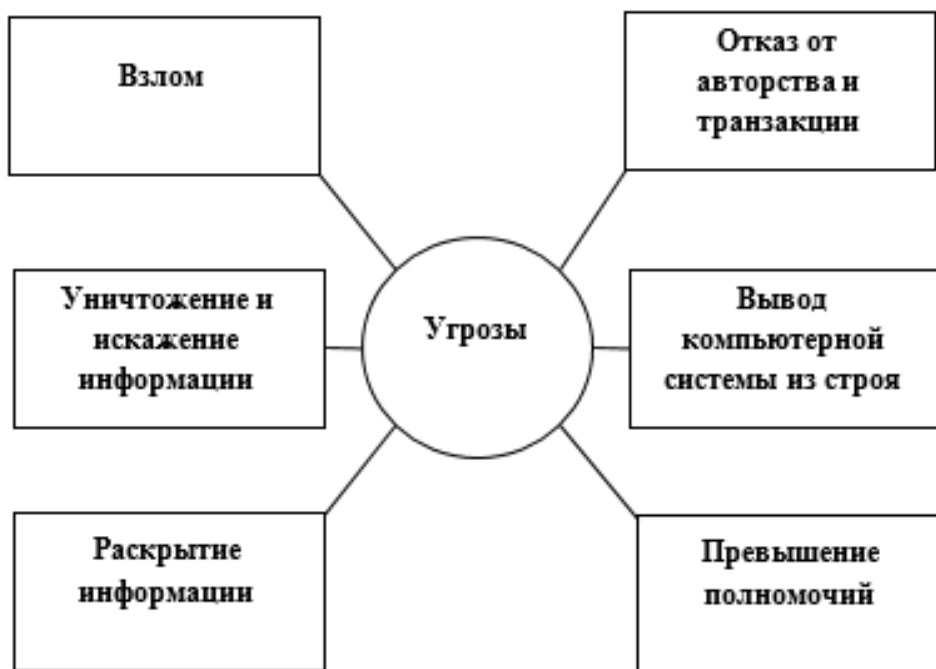 Взлом
Отказ от
авторства и
транзакции
Уничтожение и
искажение
информации
Угрозы
Вывод
компьютерной
системы из строя
Раскрытие
информации
Превышение
полномочий